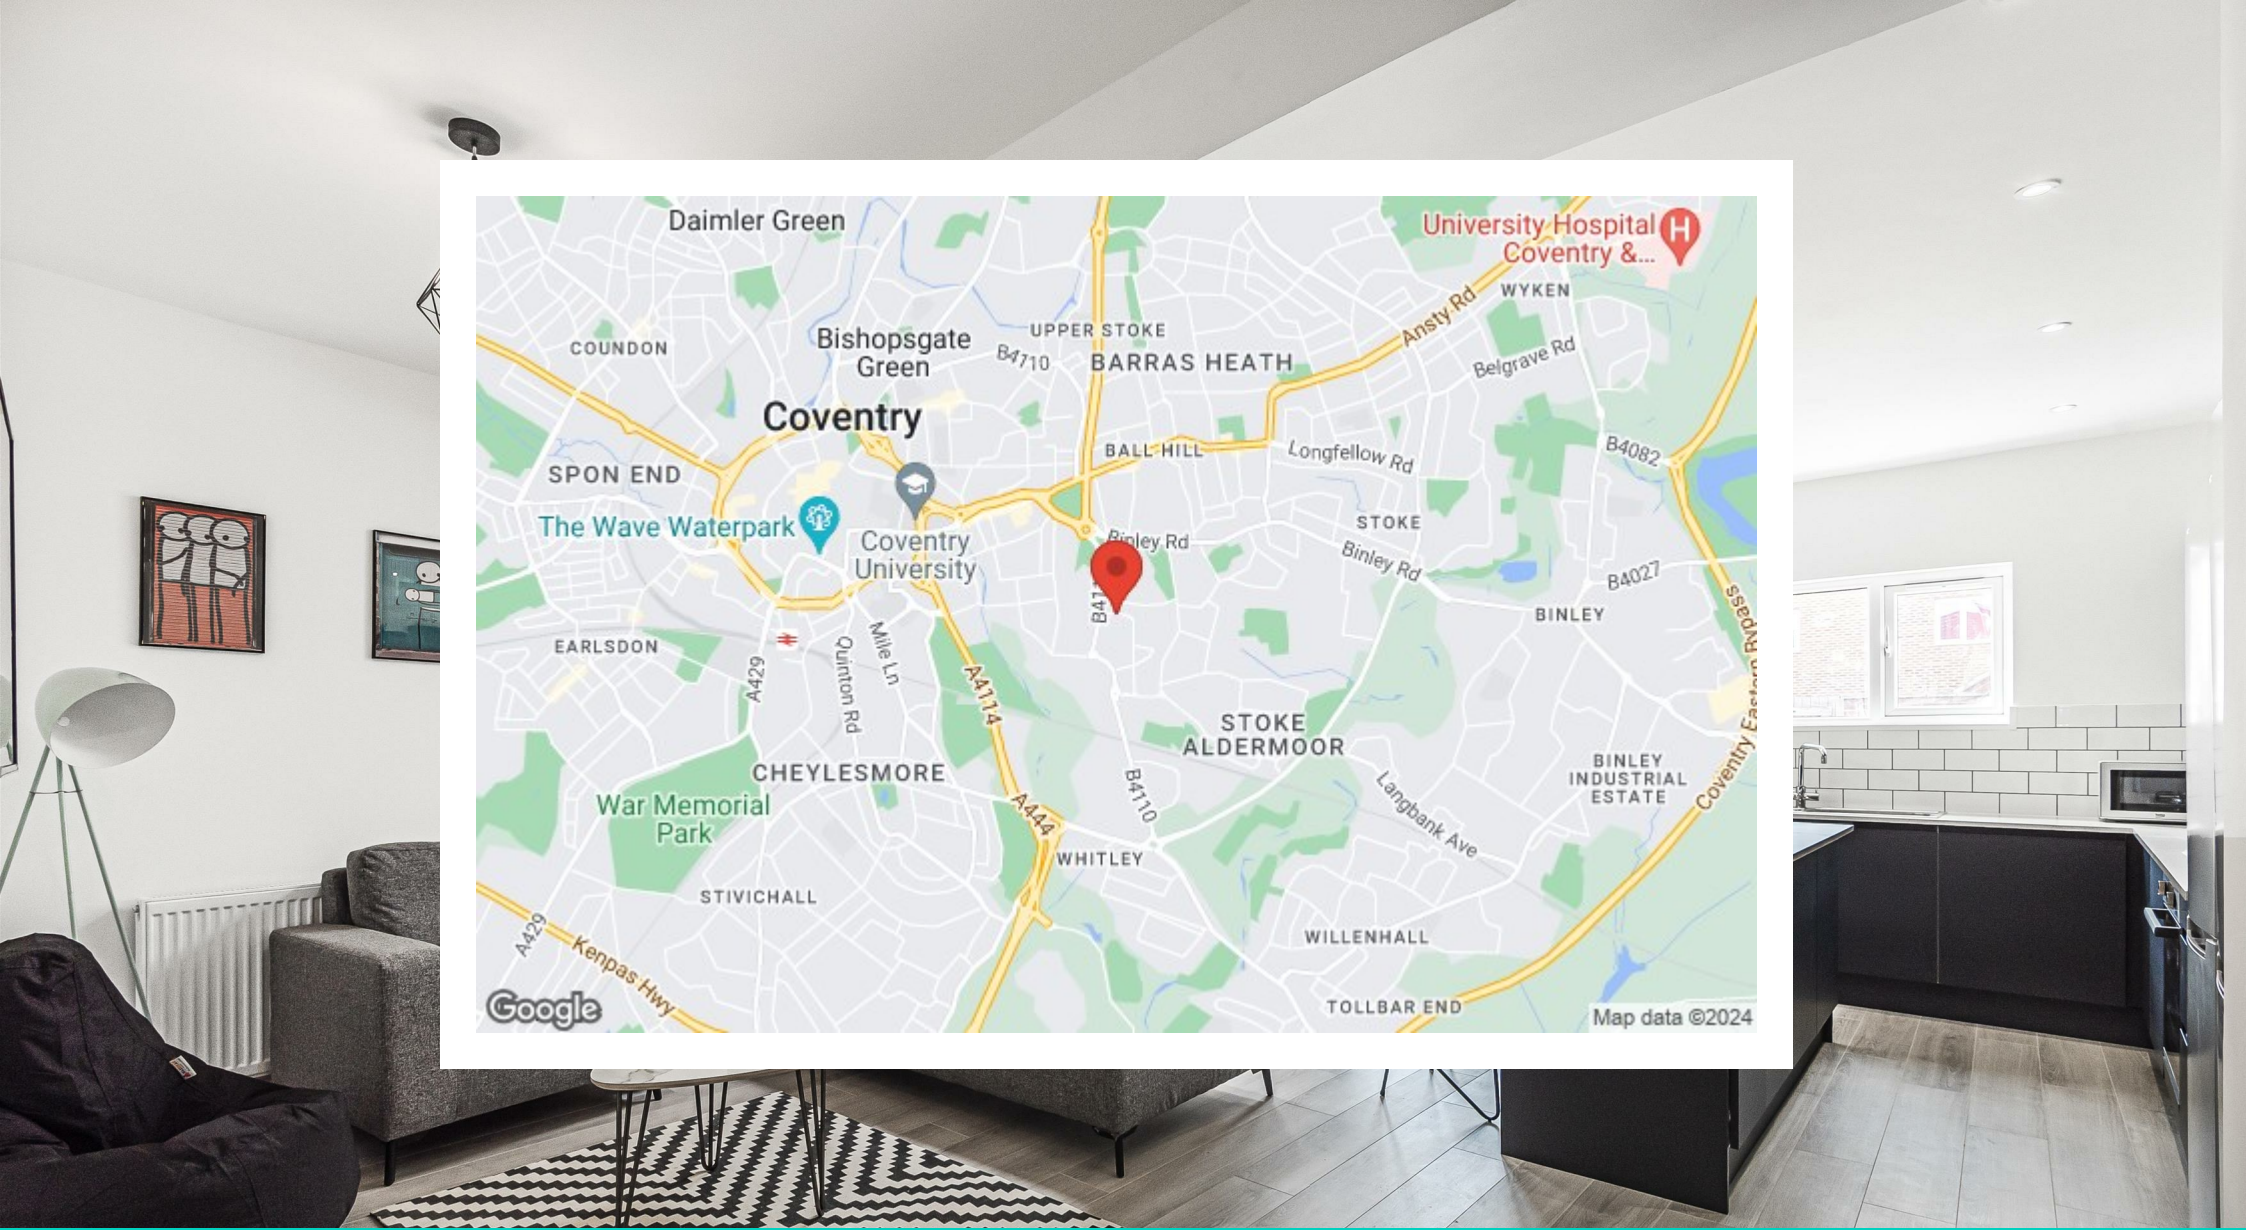 Daimler Green
University Hospital
Coventry &...
WYKEN
Ansty Rd
UPPER STOKE
Bishopsgate
Green
COUNDON
B4710
BARRAS HEATH
Belgrave Rd
Coventry
BALL HILL
Longfellow Rd
B4082
SPON END
The Wave Waterpark
STOKE
Coventry
University
Binley Rd
Binley Rd
B4027
B411
BINLEY
EARLSDON
Mile Ln
Quinton Rd
A429
A4114
STOKE
ALDERMOOR
Coventry Eastern Bypass
CHEYLESMORE
BINLEY
INDUSTRIAL
ESTATE
War Memorial
Park
A444
B4110
Langbank Ave
WHITLEY
STIVICHALL
A429
WILLENHALL
Kenpas Hwy
TOLLBAR END
Google
Map data ©2024